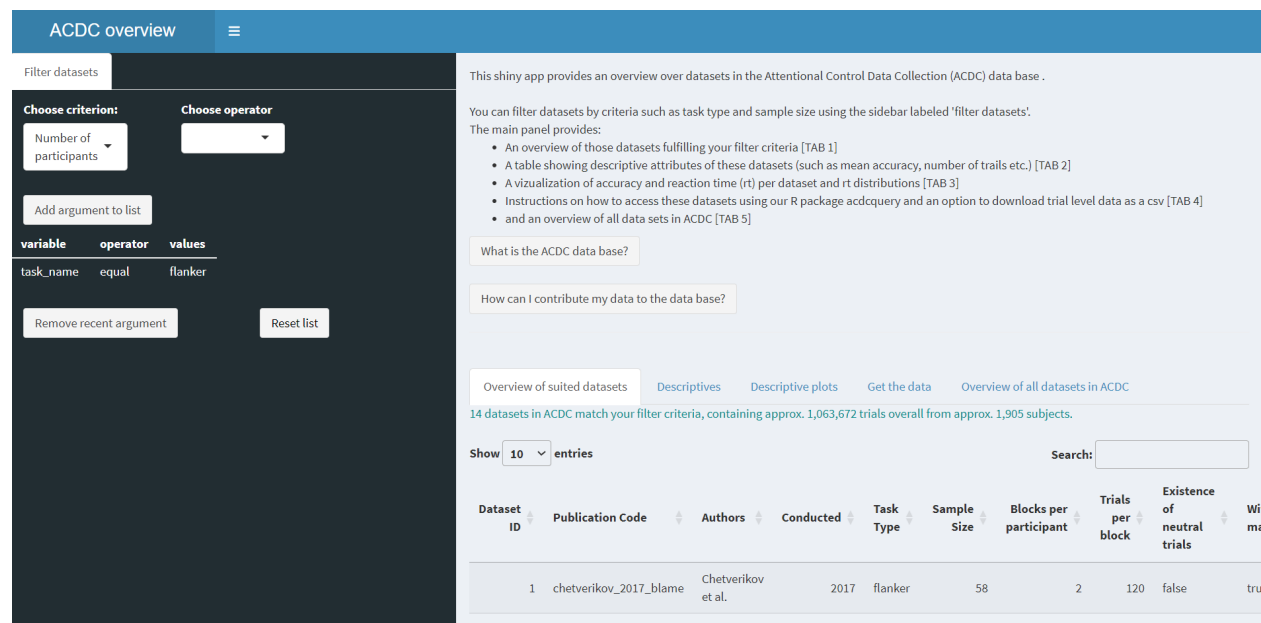 ACDC overview
Filter datasets
Choose criterion:
Choose operator
Number of
participants
Add argument to list
variable operator values
task_name equal flanker
Remove recent argument
Reset list
This shiny app provides an overview over datasets in the Attentional Control Data Collection (ACDC) data base .
You can filter datasets by criteria such as task type and sample size using the sidebar labeled 'filter datasets'.
The main panel provides:
• An overview of those datasets fulfilling your filter criteria [TAB 1]
• A table showing descriptive attributes of these datasets (such as mean accuracy, number of trails etc.) [TAB 2]
• A vizualization of accuracy and reaction time (rt) per dataset and rt distributions [TAB 3]
• Instructions on how to access these datasets using our R package acdcquery and an option to download trial level data as a csv [TAB 4]
• and an overview of all data sets in ACDC [TAB 5]
What is the ACDC data base?
How can I contribute my data to the data base?
Overview of suited datasets Descriptives Descriptive plots Get the data Overview of all datasets in ACDC
14 datasets in ACDC match your filter criteria, containing approx. 1,063,672 trials overall from approx. 1,905 subjects.
Show 10 entries
Search:
Dataset
ID
Publication Code
Authors
Conducted
Task
Type
Sample
Size
Blocks per
participant
Trials
per
block
Existence
of
neutral
trials
1 chetverikov_2017_blame
Chetverikov
et al.
2017 flanker 58 2 120 false